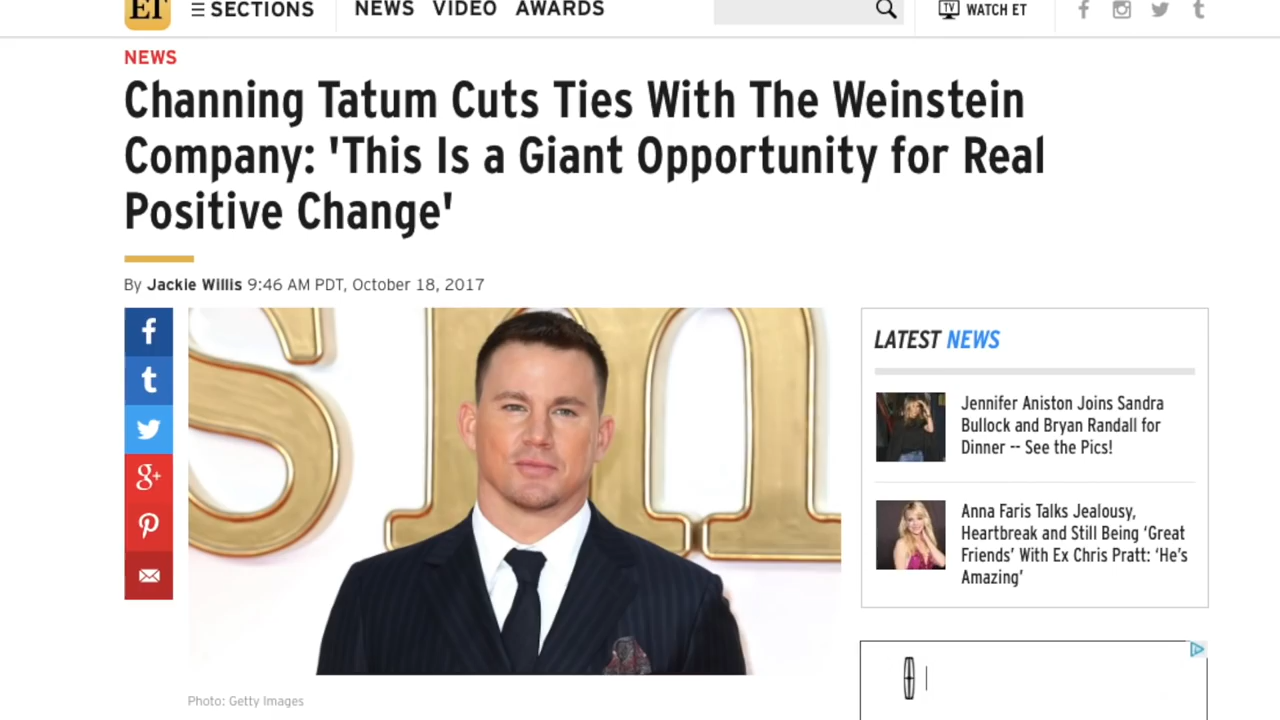 ET
SECTIONS
NEWS VIDEO AWARDS
TV
WATCH ET
NEWS
Channing Tatum Cuts Ties With The Weinstein
Company: 'This Is a Giant Opportunity for Real
Positive Change'
By Jackie Willis 9:46 AM PDT, October 18, 2017
LATEST NEWS
Jennifer Aniston Joins Sandra
Bullock and Bryan Randall for
Dinner -- See the Pics!
Anna Faris Talks Jealousy,
Heartbreak and Still Being ‘Great
Friends’ With Ex Chris Pratt: ‘He’s
Amazing’
Photo: Getty Images